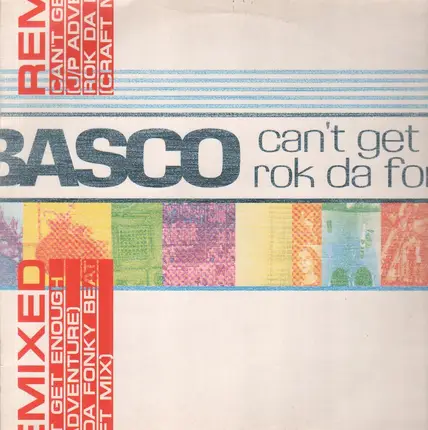 REM
CAN'T GE
ADVE
ROK DA
(CRAFT M
BASCO
can't get
rok da fo
EMIXED
T GET ENOUGH
ADVENTURE)
DA FONKY BEAT
FT MIX)